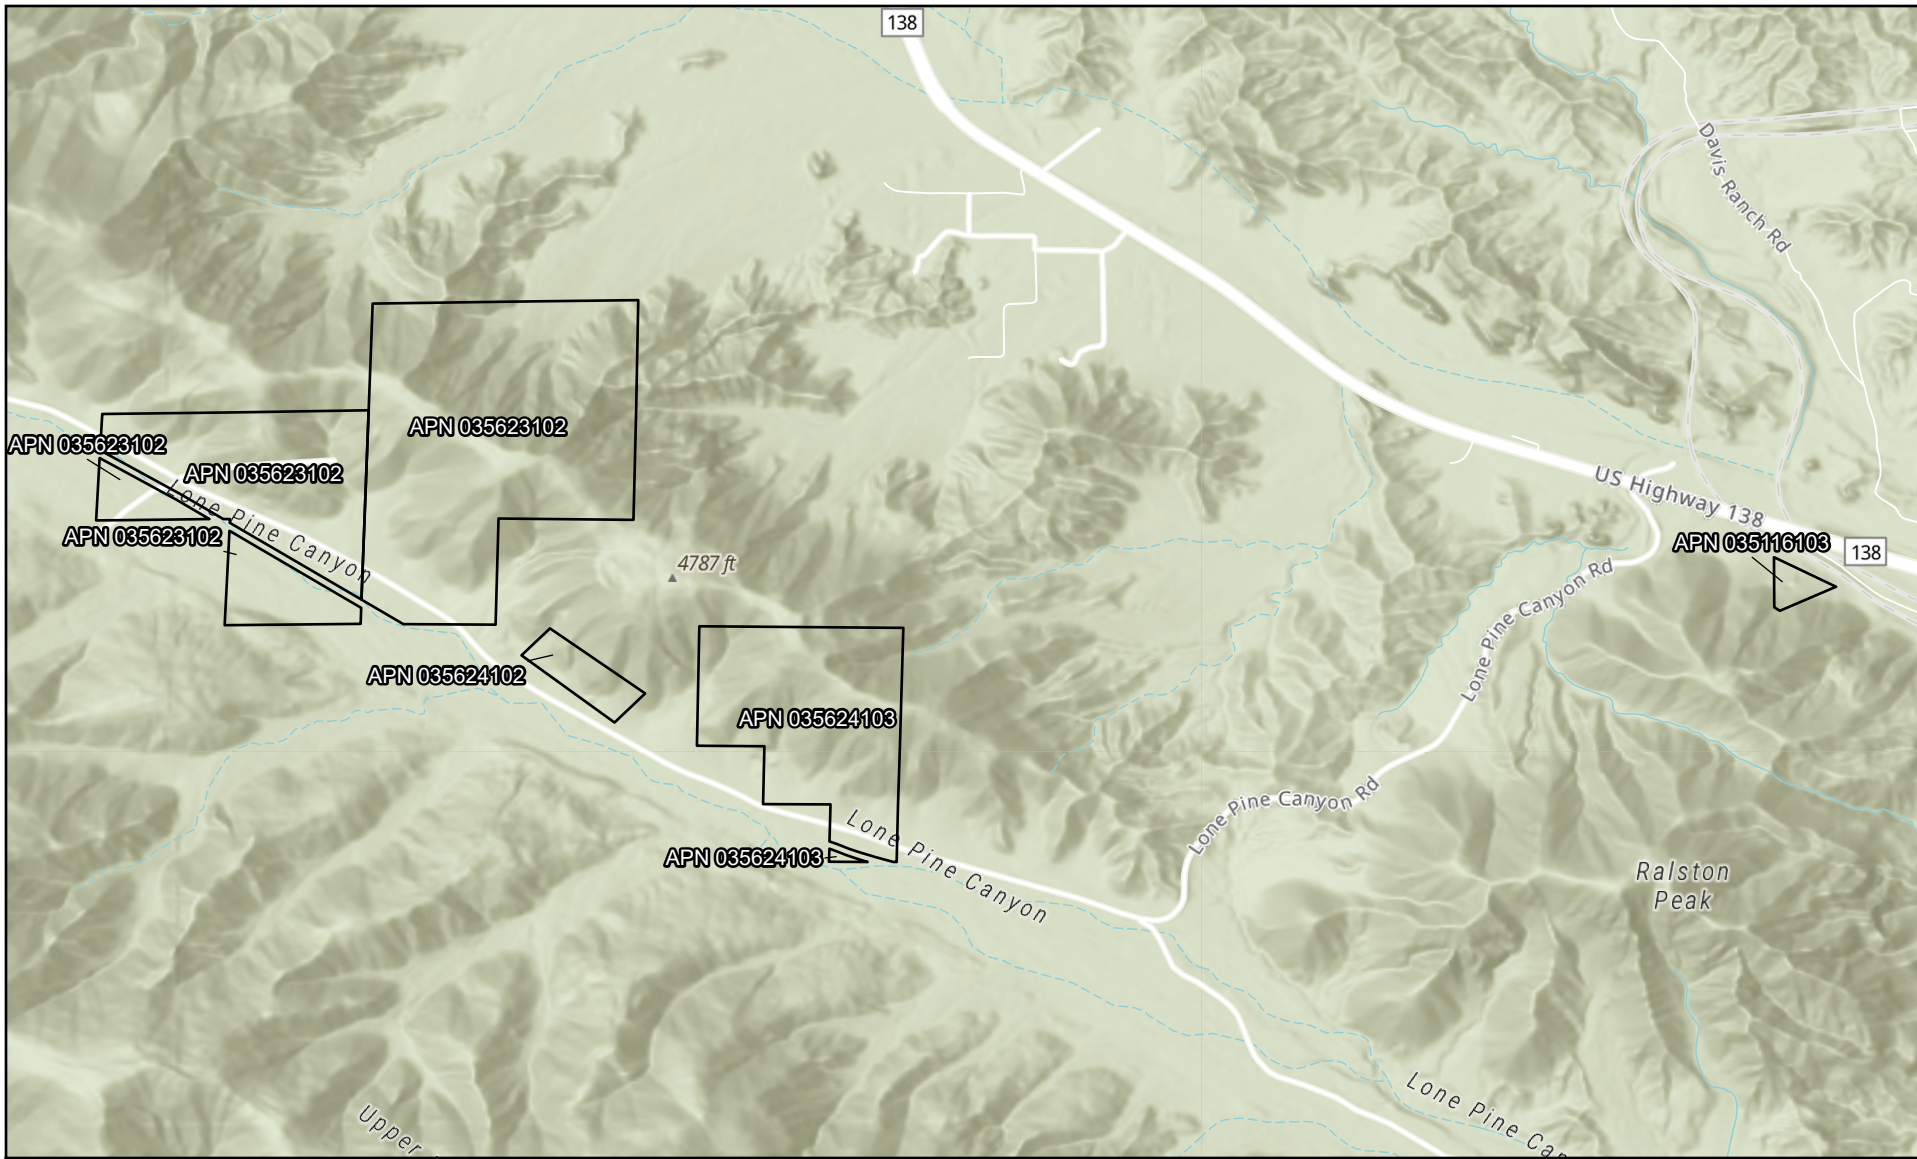 138
Davis Ranch Rd
APN 035623102
APN 035623102
APN 035623102
Lone Pine Canyon
APN 035623102
US Highway 138
APN 035116103
138
4787 ft
Lone Pine Canyon Rd
APN 035624102
APN 035624103
Lone Pine Canyon Rd
Lone Pine Canyon
APN 035624103
Ralston
Peak
Lone Pine Can
Upper